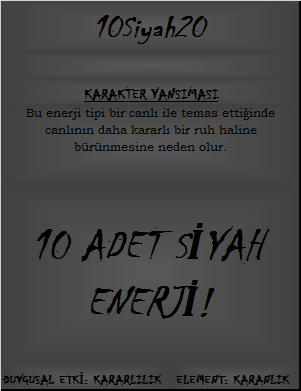 10Siyah20
KARAKTER YANSIMASI
Bu enerji tipi bir canlı ile temas ettiğinde
canlının daha kararlı bir ruh haline
bürünmesine neden olur.
10 ADET SİYAH
ENERJİ!
DUYGUSAL ETKİ: KARARLILIK ELEMENT: KARANLIK